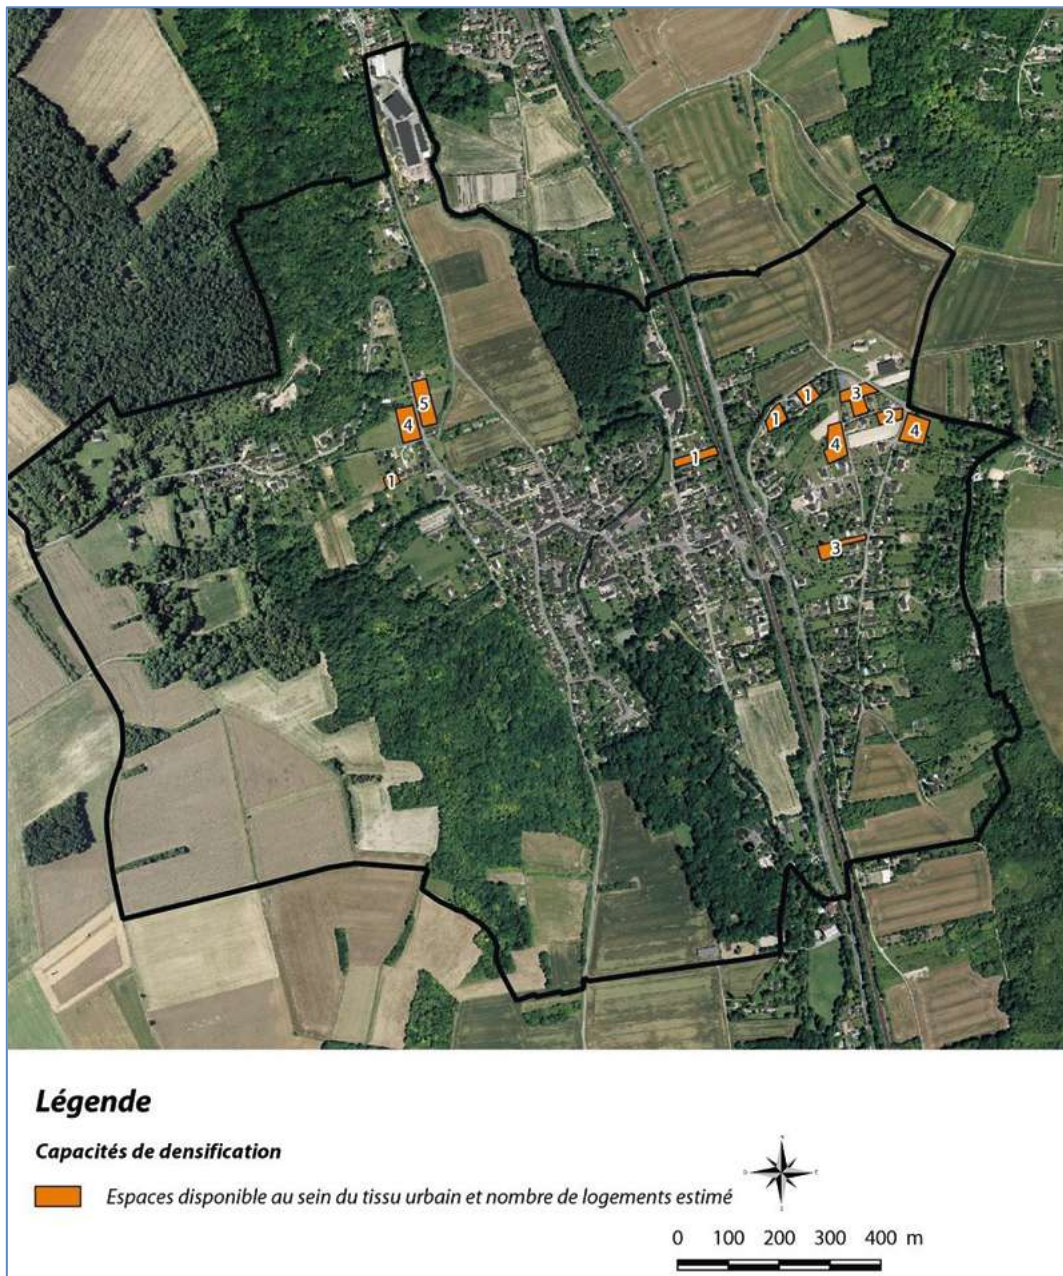 1
3
5
4
1
2
4
4
1
1
3
Légende
Capacités de densification
Espaces disponible au sein du tissu urbain et nombre de logements estimé
0 100 200 300 400 m